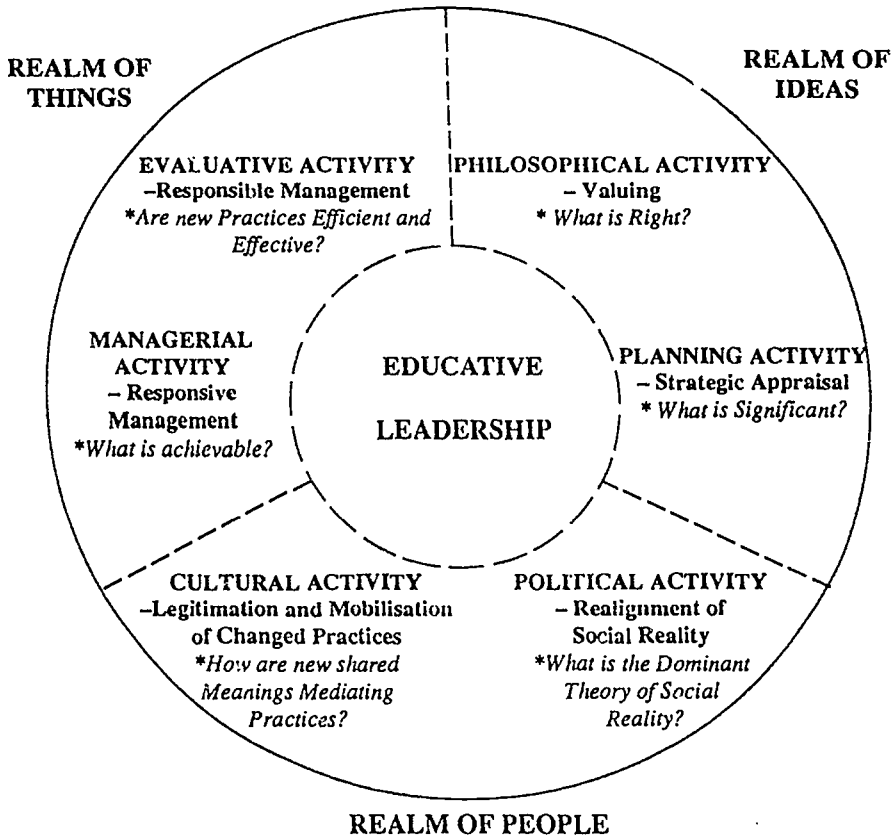 REALM OF
THINGS
REALM OF
IDEAS
EVALUATIVE ACTIVITY
–Responsible Management
*Are new Practices Efficient and
Effective?
PHILOSOPHICAL ACTIVITY
– Valuing
* What is Right?
MANAGERIAL
ACTIVITY
– Responsive
Management
*What is achievable?
EDUCATIVE
LEADERSHIP
PLANNING ACTIVITY
– Strategic Appraisal
* What is Significant?
CULTURAL ACTIVITY
–Legitimation and Mobilisation
of Changed Practices
*How are new shared
Meanings Mediating
Practices?
POLITICAL ACTIVITY
– Realignment of
Social Reality
*What is the Dominant
Theory of Social
Reality?
REALM OF PEOPLE